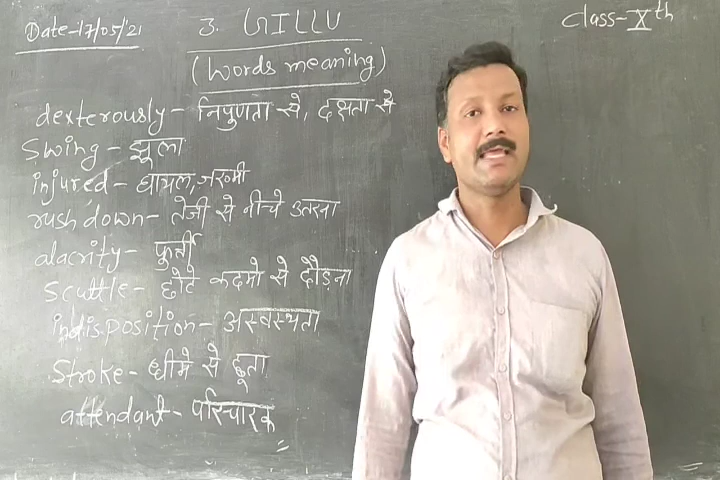 Date-17/05/21
3. GILLU
Class-Xth
(Words meaning)
dexterously - निपुणता से, दक्षता से
Swing - झूला
injured - घायल, जख्मी
rush down - तेजी से नीचे उतरना
alacrity - फुर्ती
Scuttle - छोटे कदमो से दौड़ना
indisposition - अस्वस्थता
Stroke - धीमे से छूता
attendant - परिचारक